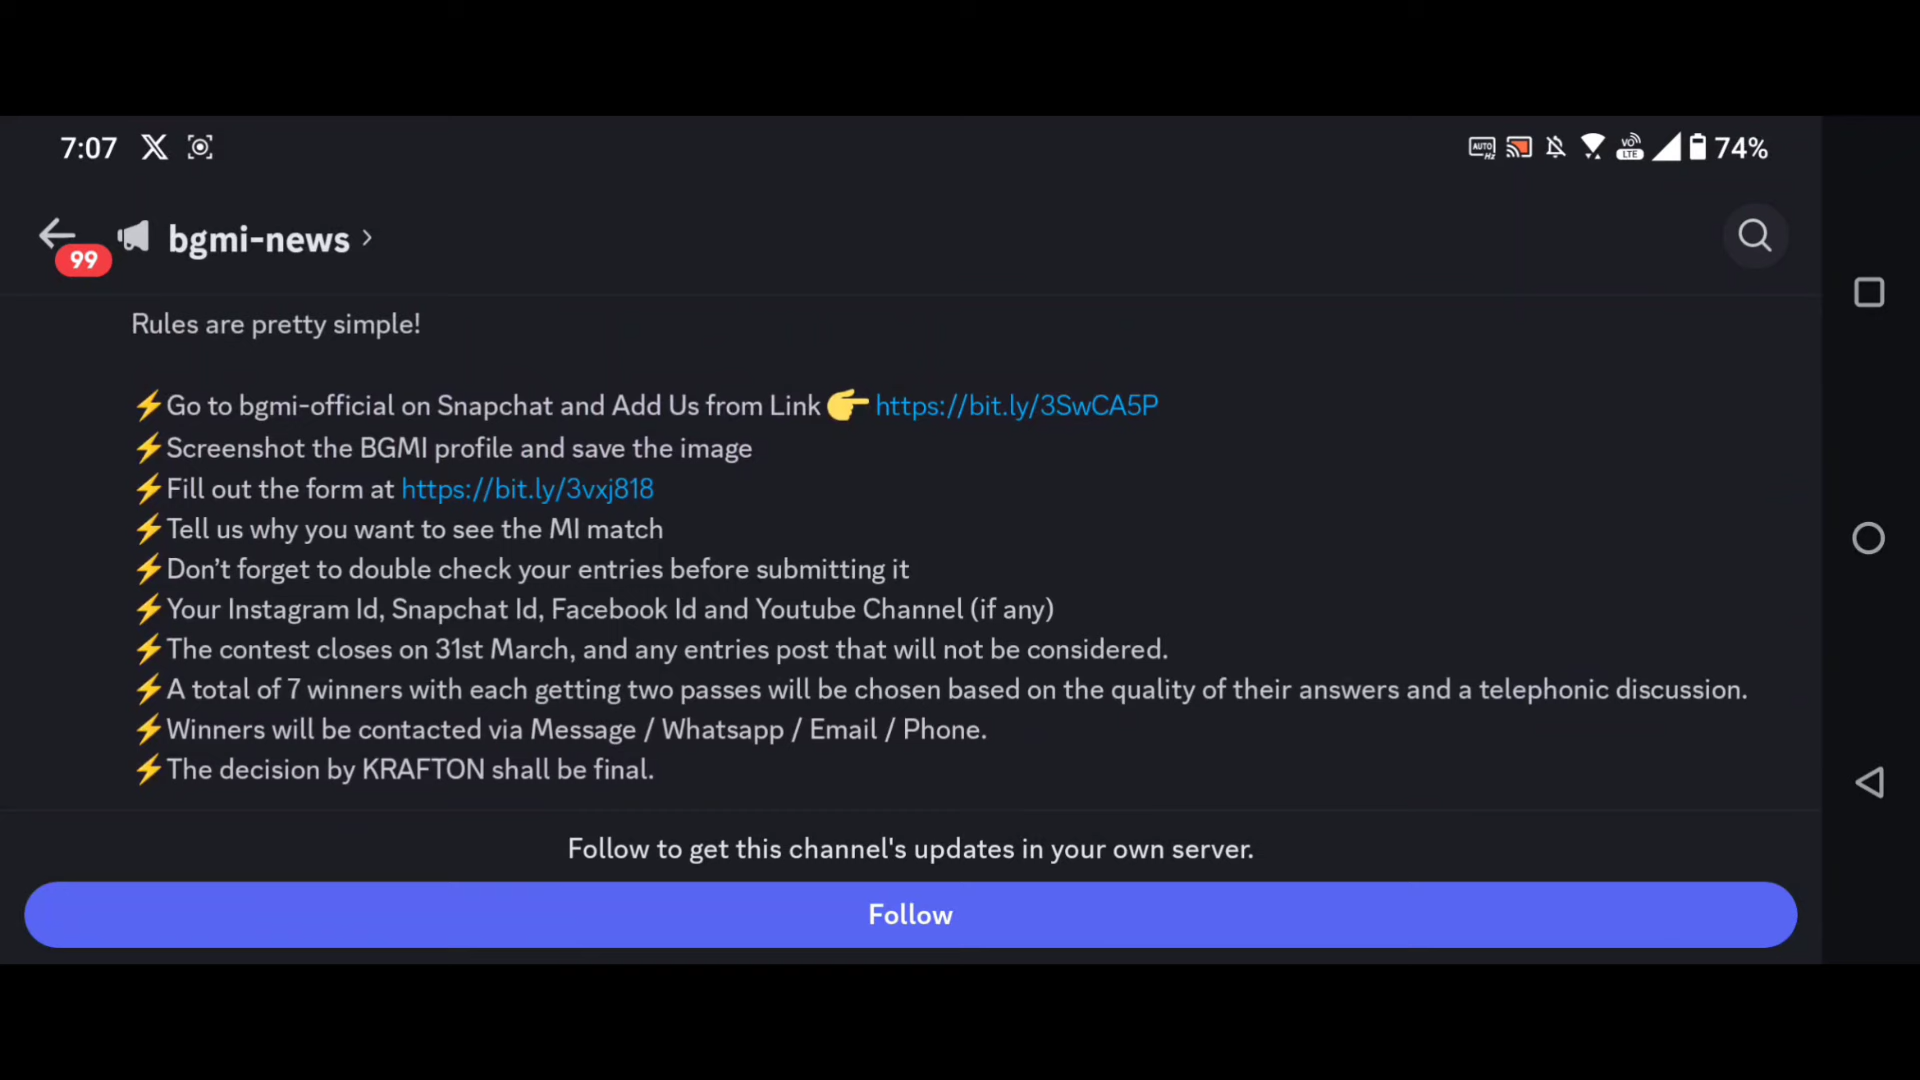 7:07 74%
99 bgmi-news
Rules are pretty simple!
⚡Go to bgmi-official on Snapchat and Add Us from Link 👉 https://bit.ly/3SwCA5P
⚡Screenshot the BGMI profile and save the image
⚡Fill out the form at https://bit.ly/3vxj818
⚡Tell us why you want to see the MI match
⚡Don’t forget to double check your entries before submitting it
⚡Your Instagram Id, Snapchat Id, Facebook Id and Youtube Channel (if any)
⚡The contest closes on 31st March, and any entries post that will not be considered.
⚡A total of 7 winners with each getting two passes will be chosen based on the quality of their answers and a telephonic discussion.
⚡Winners will be contacted via Message / Whatsapp / Email / Phone.
⚡The decision by KRAFTON shall be final.
Follow to get this channel's updates in your own server.
Follow